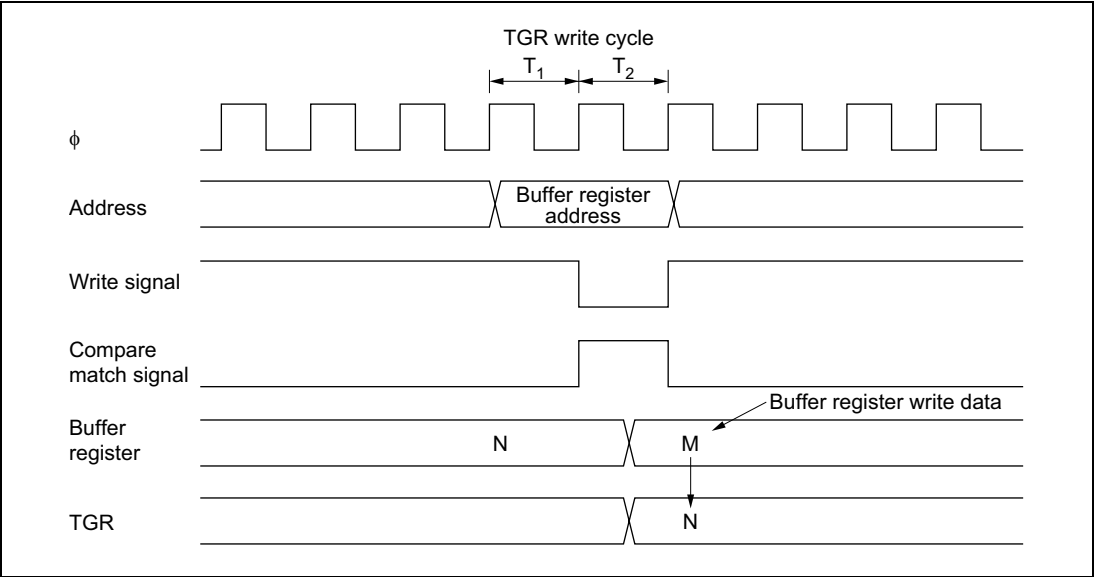 TGR write cycle
T1 T2
ϕ
Address
Buffer register
address
Write signal
Compare
match signal
Buffer register write data
Buffer
register
N M
TGR
N